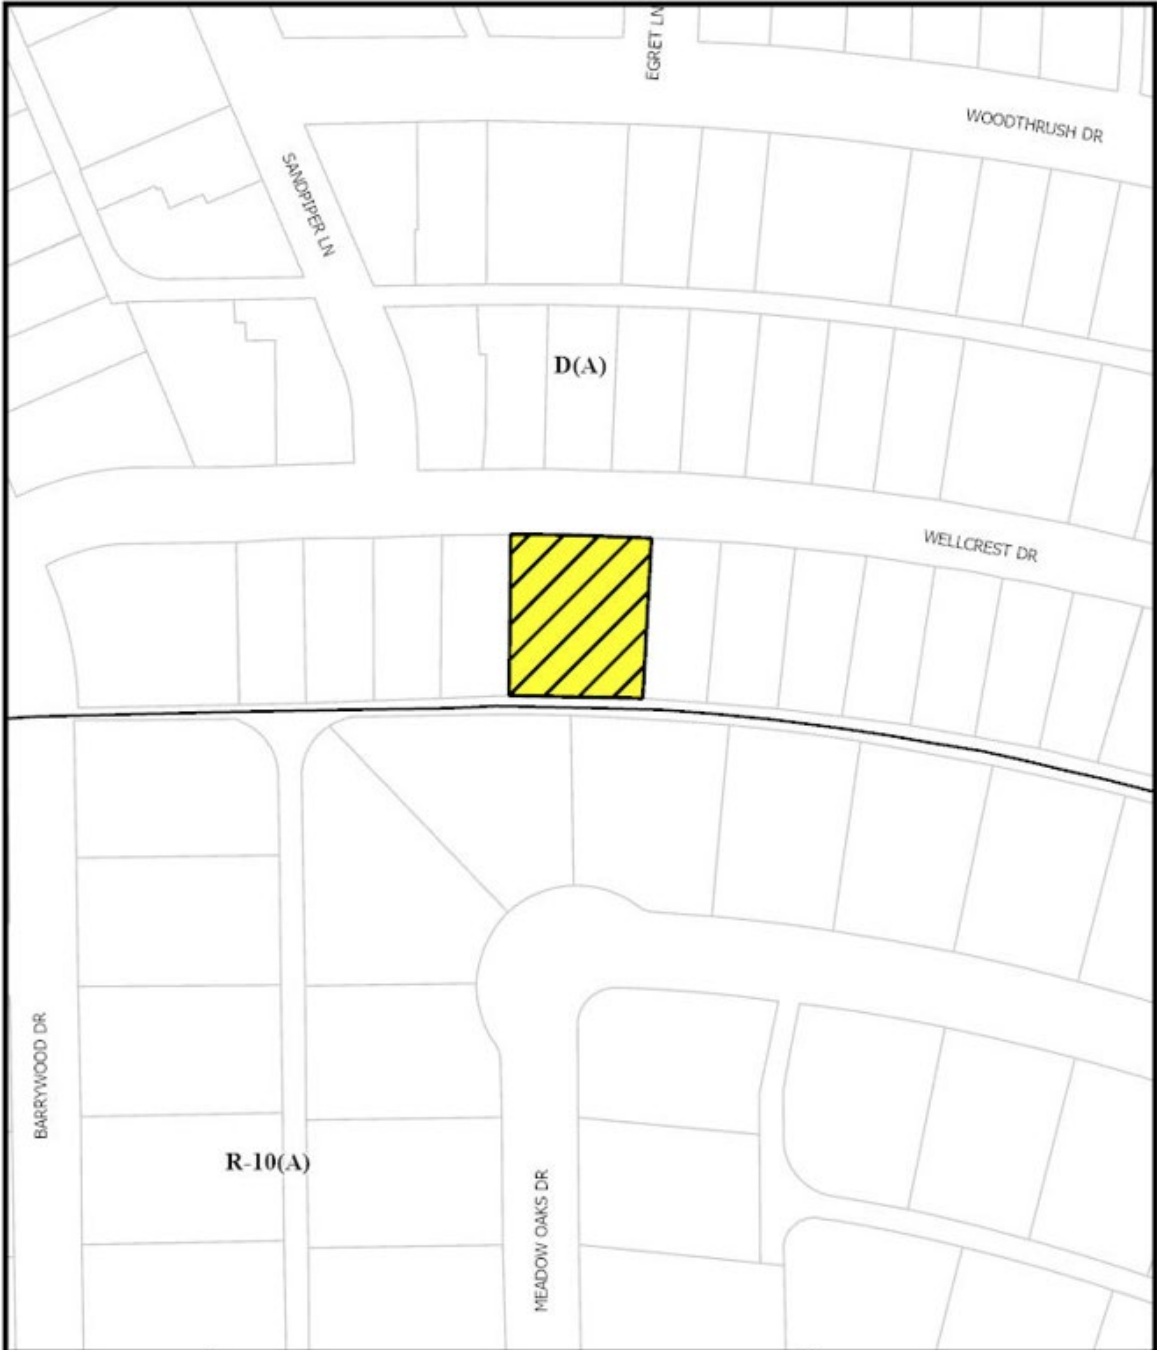 EGRET LN
WOODTHRUSH DR
SANDPIPER LN
D(A)
WELLCREST DR
BARRYWOOD DR
R-10(A)
MEADOW OAKS DR